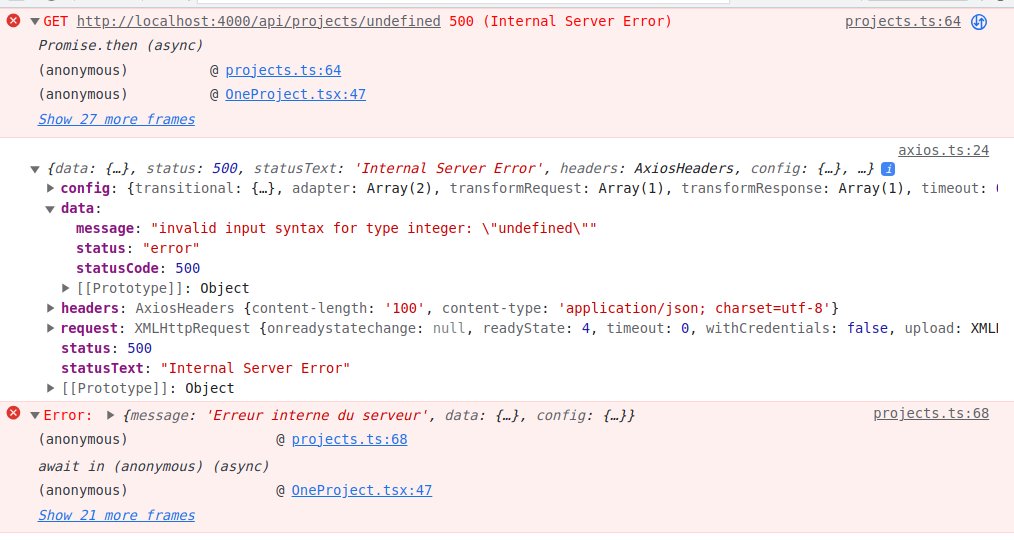 GET http://localhost:4000/api/projects/undefined 500 (Internal Server Error) projects.ts:64
Promise.then (async)
(anonymous) @ projects.ts:64
(anonymous) @ OneProject.tsx:47
Show 27 more frames
axios.ts:24
{data: {…}, status: 500, statusText: 'Internal Server Error', headers: AxiosHeaders, config: {…}, …} i
config: {transitional: {…}, adapter: Array(2), transformRequest: Array(1), transformResponse: Array(1), timeout:
data:
message: "invalid input syntax for type integer: \"undefined\""
status: "error"
statusCode: 500
[[Prototype]]: Object
headers: AxiosHeaders {content-length: '100', content-type: 'application/json; charset=utf-8'}
request: XMLHttpRequest {onreadystatechange: null, readyState: 4, timeout: 0, withCredentials: false, upload: XML
status: 500
statusText: "Internal Server Error"
[[Prototype]]: Object
Error: {message: 'Erreur interne du serveur', data: {…}, config: {…}} projects.ts:68
(anonymous) @ projects.ts:68
await in (anonymous) (async)
(anonymous) @ OneProject.tsx:47
Show 21 more frames